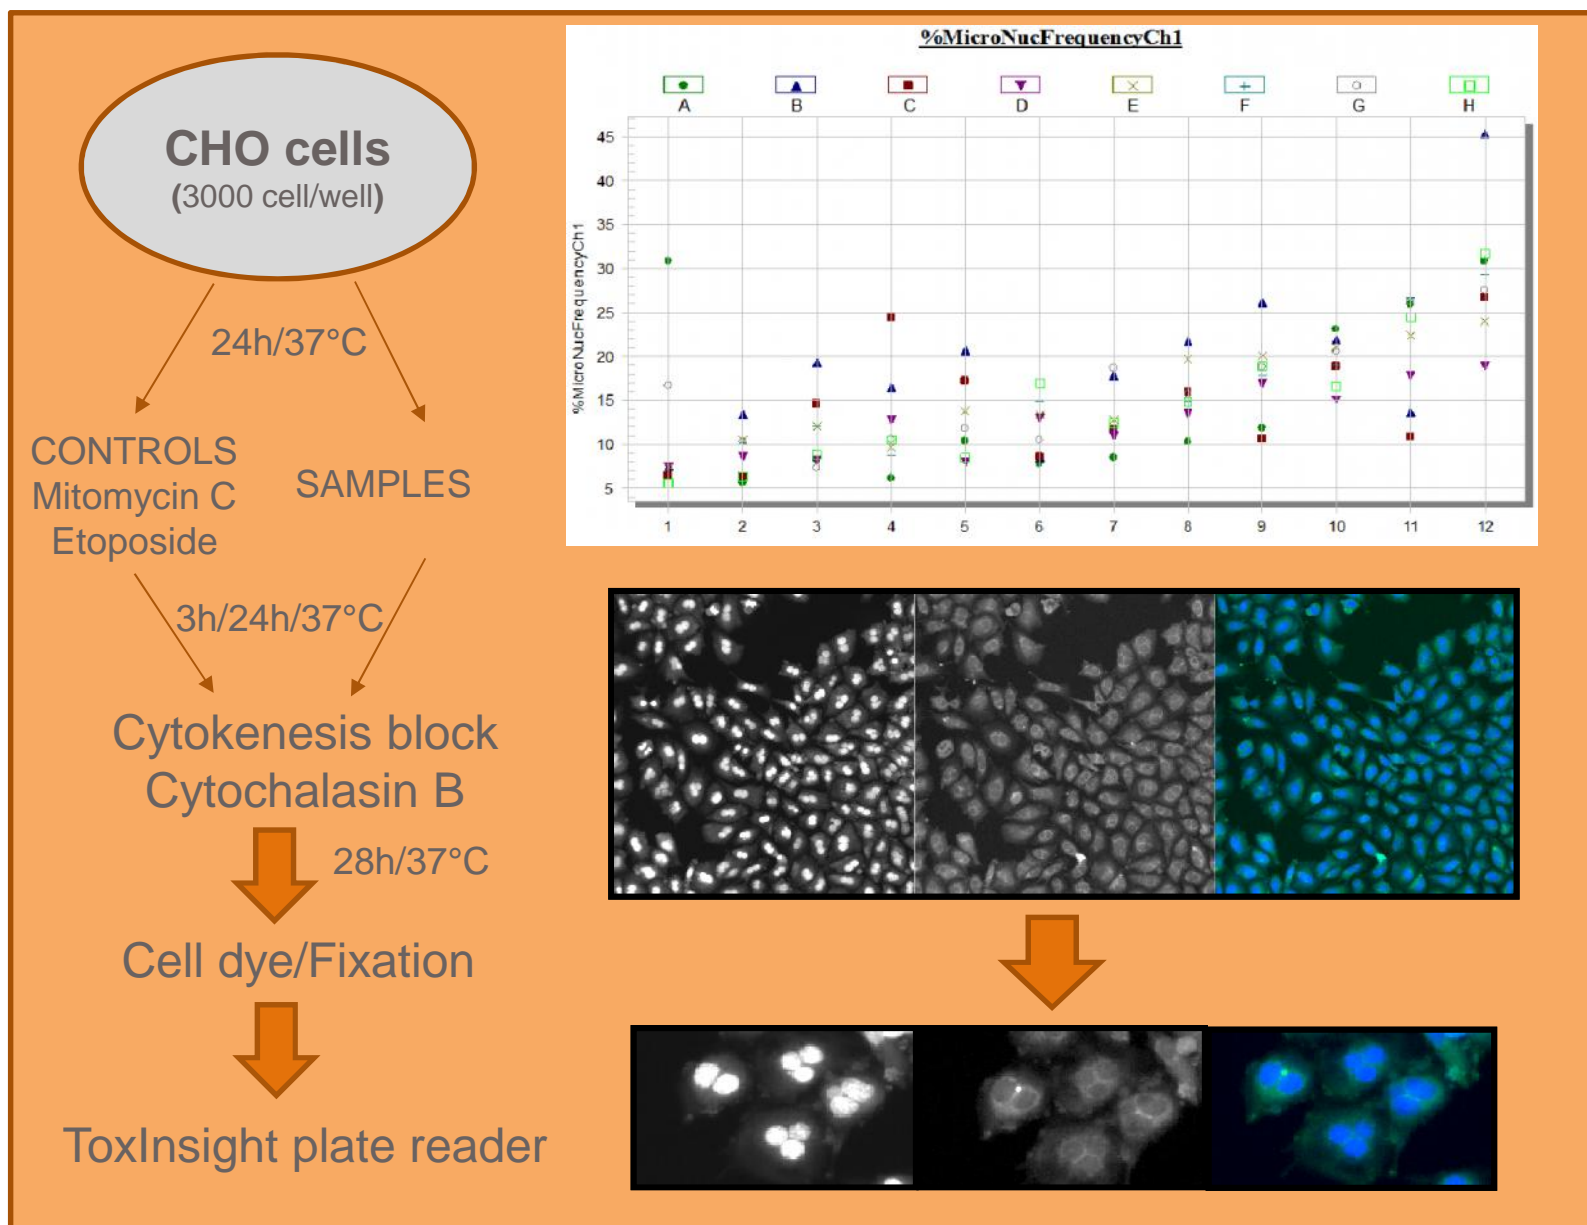 CHO cells
(3000 cell/well)
24h/37°C
CONTROLS
Mitomycin C
Etoposide
SAMPLES
3h/24h/37°C
Cytokenesis block
Cytochalasin B
28h/37°C
Cell dye/Fixation
ToxInsight plate reader
%MicroNucFrequencyCh1
A B C D E F G H
%MicroNucFrequencyCh1
45
40
35
30
25
20
15
10
5
1 2 3 4 5 6 7 8 9 10 11 12